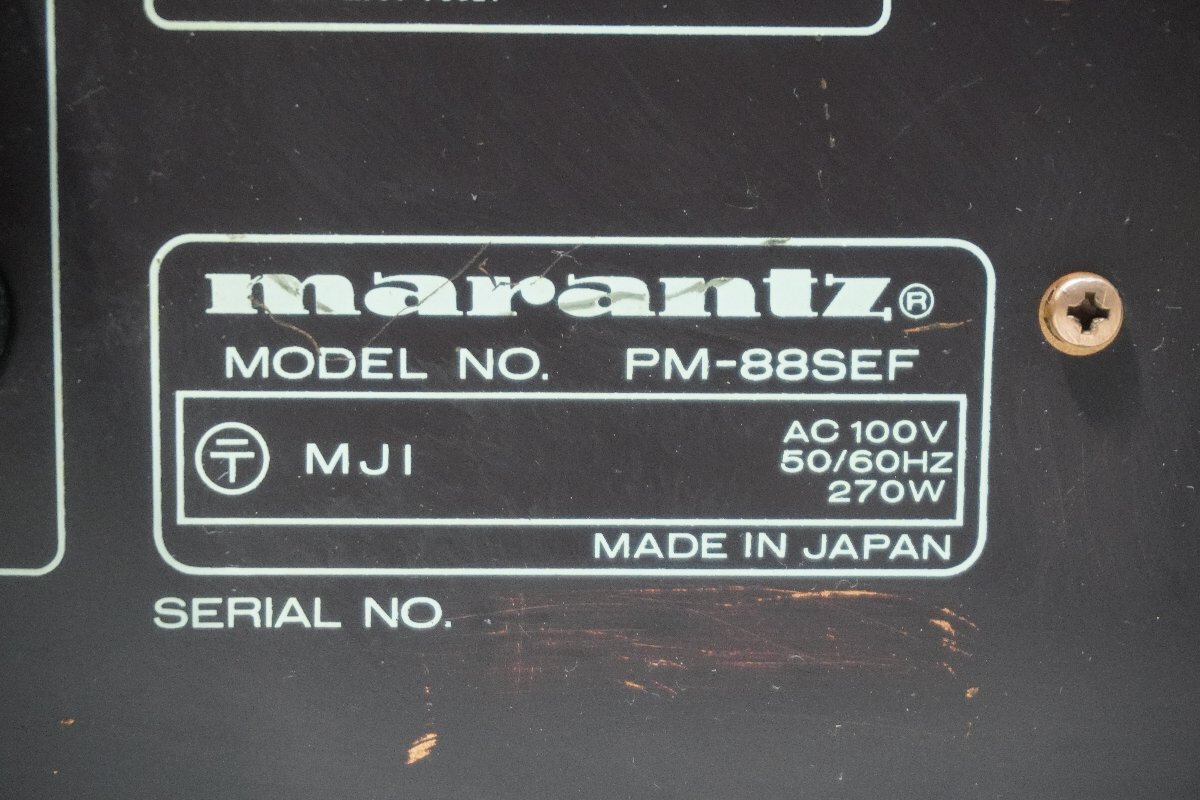 marantz®
MODEL NO. PM-88SEF
〒 MJI
AC 100V
50/60HZ
270W
MADE IN JAPAN
SERIAL NO.